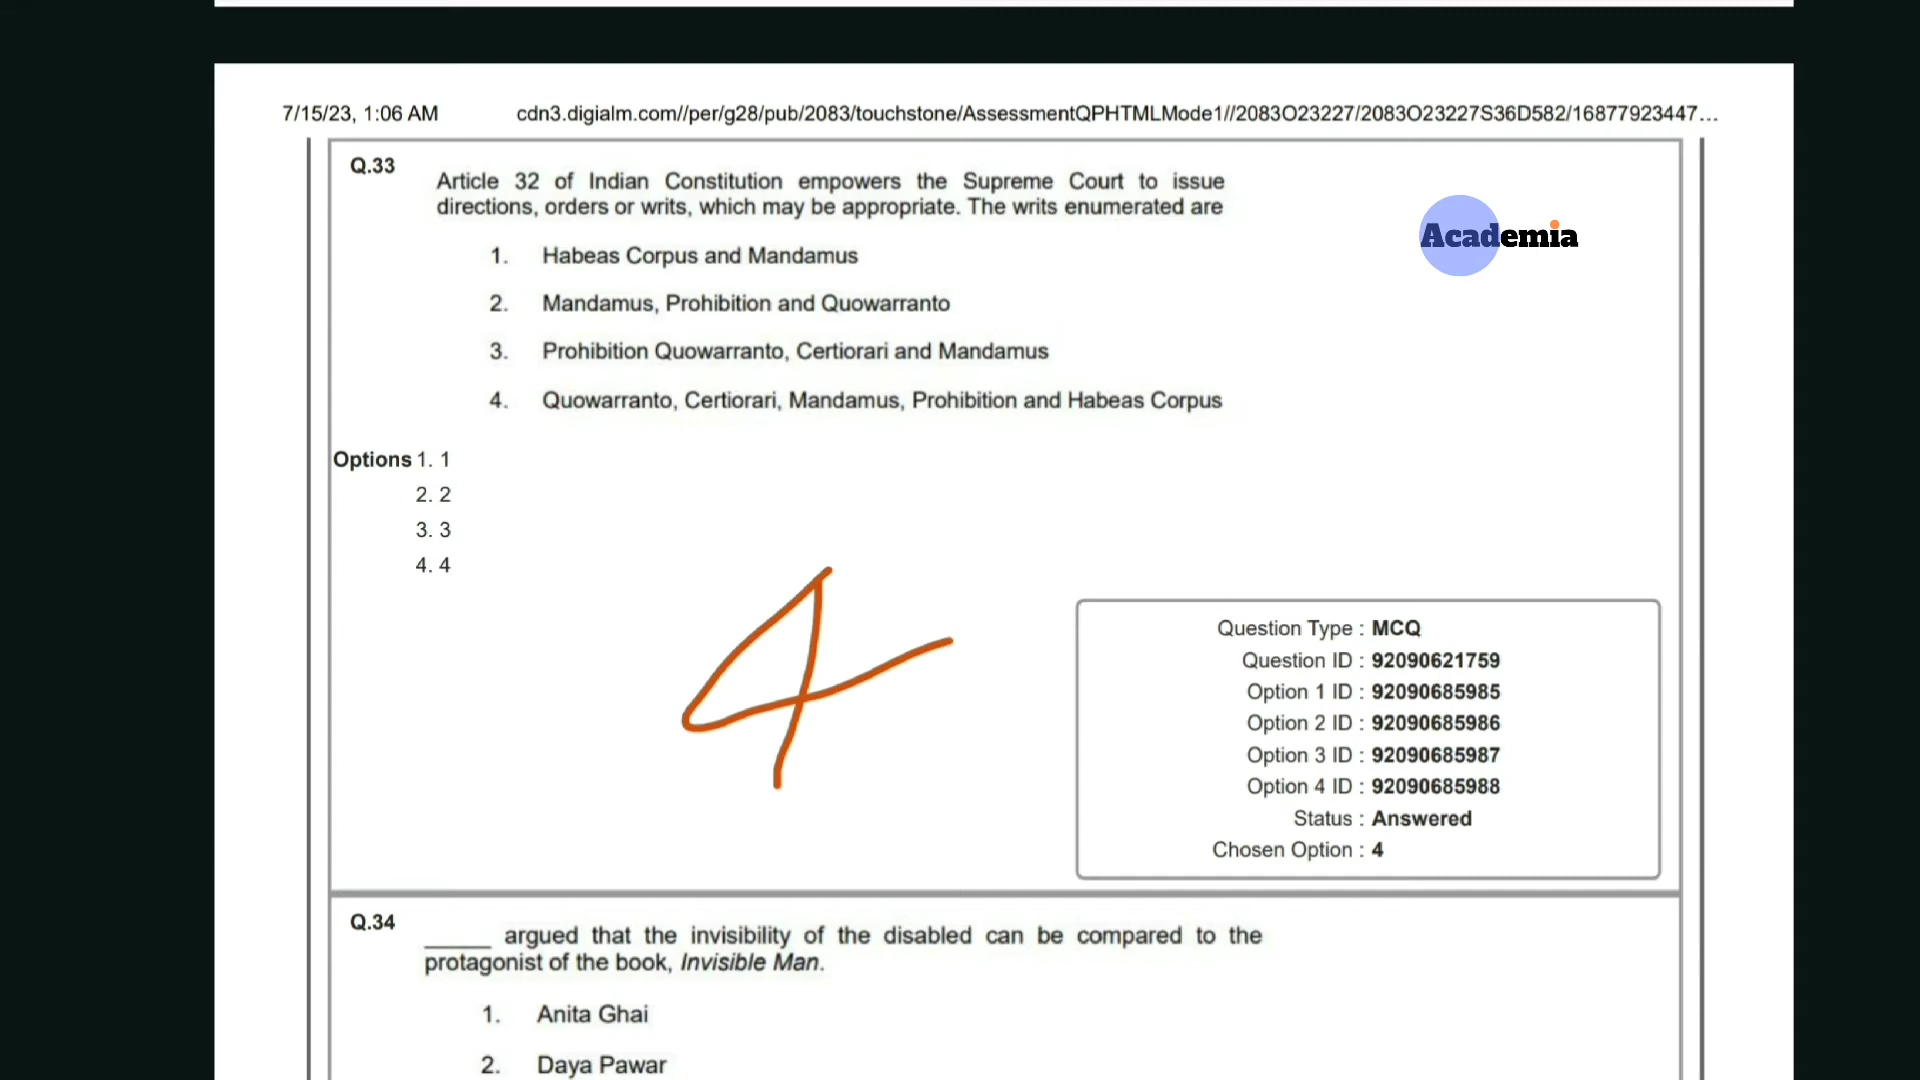 7/15/23, 1:06 AM cdn3.digialm.com//per/g28/pub/2083/touchstone/AssessmentQPHTMLMode1//2083O23227/2083O23227S36D582/16877923447...
Q.33
Article 32 of Indian Constitution empowers the Supreme Court to issue
directions, orders or writs, which may be appropriate. The writs enumerated are
Academia
1. Habeas Corpus and Mandamus
2. Mandamus, Prohibition and Quowarranto
3. Prohibition Quowarranto, Certiorari and Mandamus
4. Quowarranto, Certiorari, Mandamus, Prohibition and Habeas Corpus
Options 1. 1
2. 2
3. 3
4. 4
4
Question Type : MCQ
Question ID : 92090621759
Option 1 ID : 92090685985
Option 2 ID : 92090685986
Option 3 ID : 92090685987
Option 4 ID : 92090685988
Status : Answered
Chosen Option : 4
Q.34
______ argued that the invisibility of the disabled can be compared to the
protagonist of the book, Invisible Man.
1. Anita Ghai
2. Daya Pawar